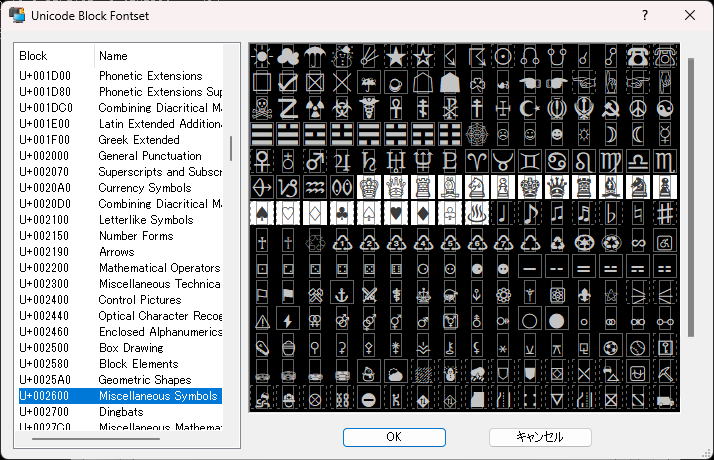 Unicode Block Fontset
Block Name
U+001D00 Phonetic Extensions
U+001D80 Phonetic Extensions Sup
U+001DC0 Combining Diacritical Ma
U+001E00 Latin Extended Addition
U+001F00 Greek Extended
U+002000 General Punctuation
U+002070 Superscripts and Subscr
U+0020A0 Currency Symbols
U+0020D0 Combining Diacritical Ma
U+002100 Letterlike Symbols
U+002150 Number Forms
U+002190 Arrows
U+002200 Mathematical Operators
U+002300 Miscellaneous Technica
U+002400 Control Pictures
U+002440 Optical Character Recog
U+002460 Enclosed Alphanumerics
U+002500 Box Drawing
U+002580 Block Elements
U+0025A0 Geometric Shapes
U+002600 Miscellaneous Symbols
U+002700 Dingbats
U+0027C0 Miscellaneous Mathemat
OK キャンセル